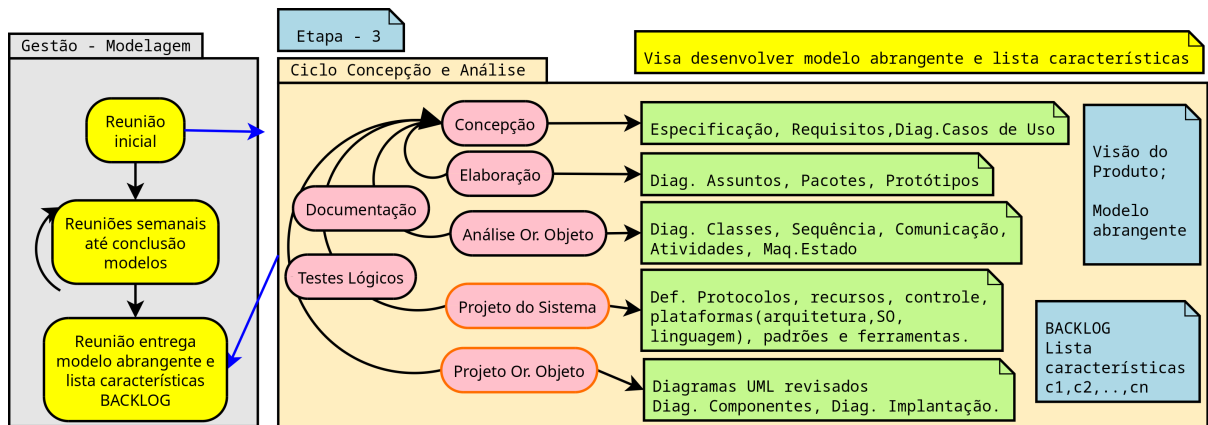 Etapa - 3
Visa desenvolver modelo abrangente e lista características
Gestão - Modelagem
Reunião
inicial
Reuniões semanais
até conclusão
modelos
Reunião entrega
modelo abrangente e
lista características
BACKLOG
Ciclo Concepção e Análise
Concepção
Elaboração
Documentação
Análise Or. Objeto
Testes Lógicos
Projeto do Sistema
Projeto Or. Objeto
Especificação, Requisitos,Diag.Casos de Uso
Diag. Assuntos, Pacotes, Protótipos
Diag. Classes, Sequência, Comunicação,
Atividades, Maq.Estado
Def. Protocolos, recursos, controle,
plataformas(arquitetura,SO,
linguagem), padrões e ferramentas.
Diagramas UML revisados
Diag. Componentes, Diag. Implantação.
Visão do
Produto;
Modelo
abrangente
BACKLOG
Lista
características
c1,c2,..,cn